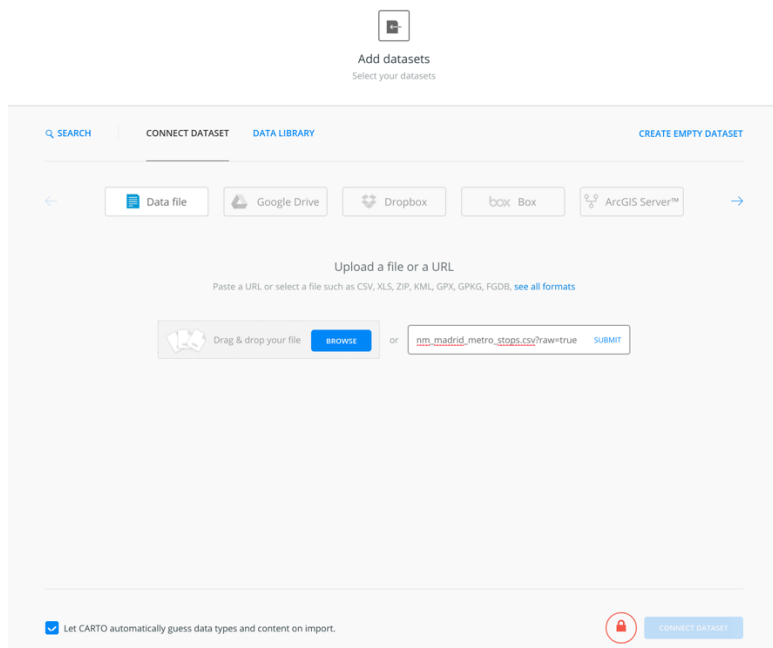 Add datasets
Select your datasets
SEARCH
CONNECT DATASET
DATA LIBRARY
CREATE EMPTY DATASET
Data file
Google Drive
Dropbox
box Box
ArcGIS Server™
Upload a file or a URL
Paste a URL or select a file such as CSV, XLS, ZIP, KML, GPX, GPKG, FGDB, see all formats
Drag & drop your file
BROWSE
or
nm_madrid_metro_stops.csv?raw=true
SUBMIT
Let CARTO automatically guess data types and content on import.
CONNECT DATASET